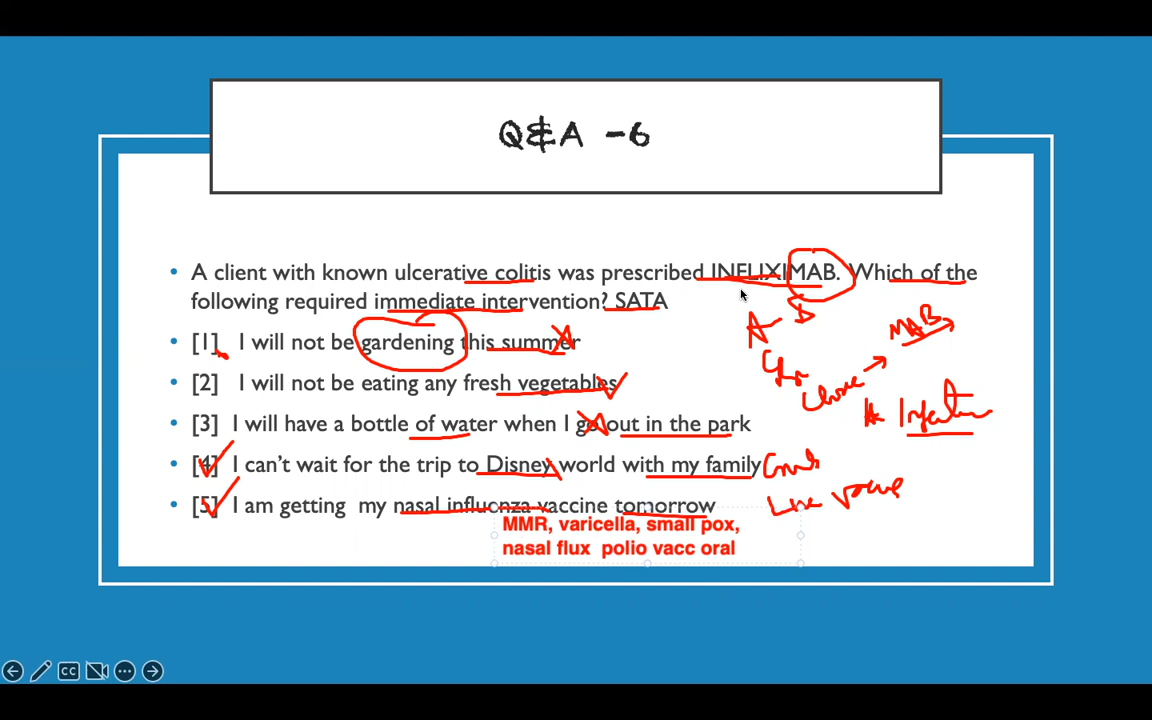 Q&A -6
• A client with known ulcerative colitis was prescribed INFLIXIMAB. Which of the
following required immediate intervention? SATA
• [1] I will not be gardening this summer
• [2] I will not be eating any fresh vegetables
• [3] I will have a bottle of water when I go out in the park
• [4] I can't wait for the trip to Disney world with my family
• [5] I am getting my nasal influenza vaccine tomorrow
MMR, varicella, small pox,
nasal flux polio vacc oral
MAB
CC